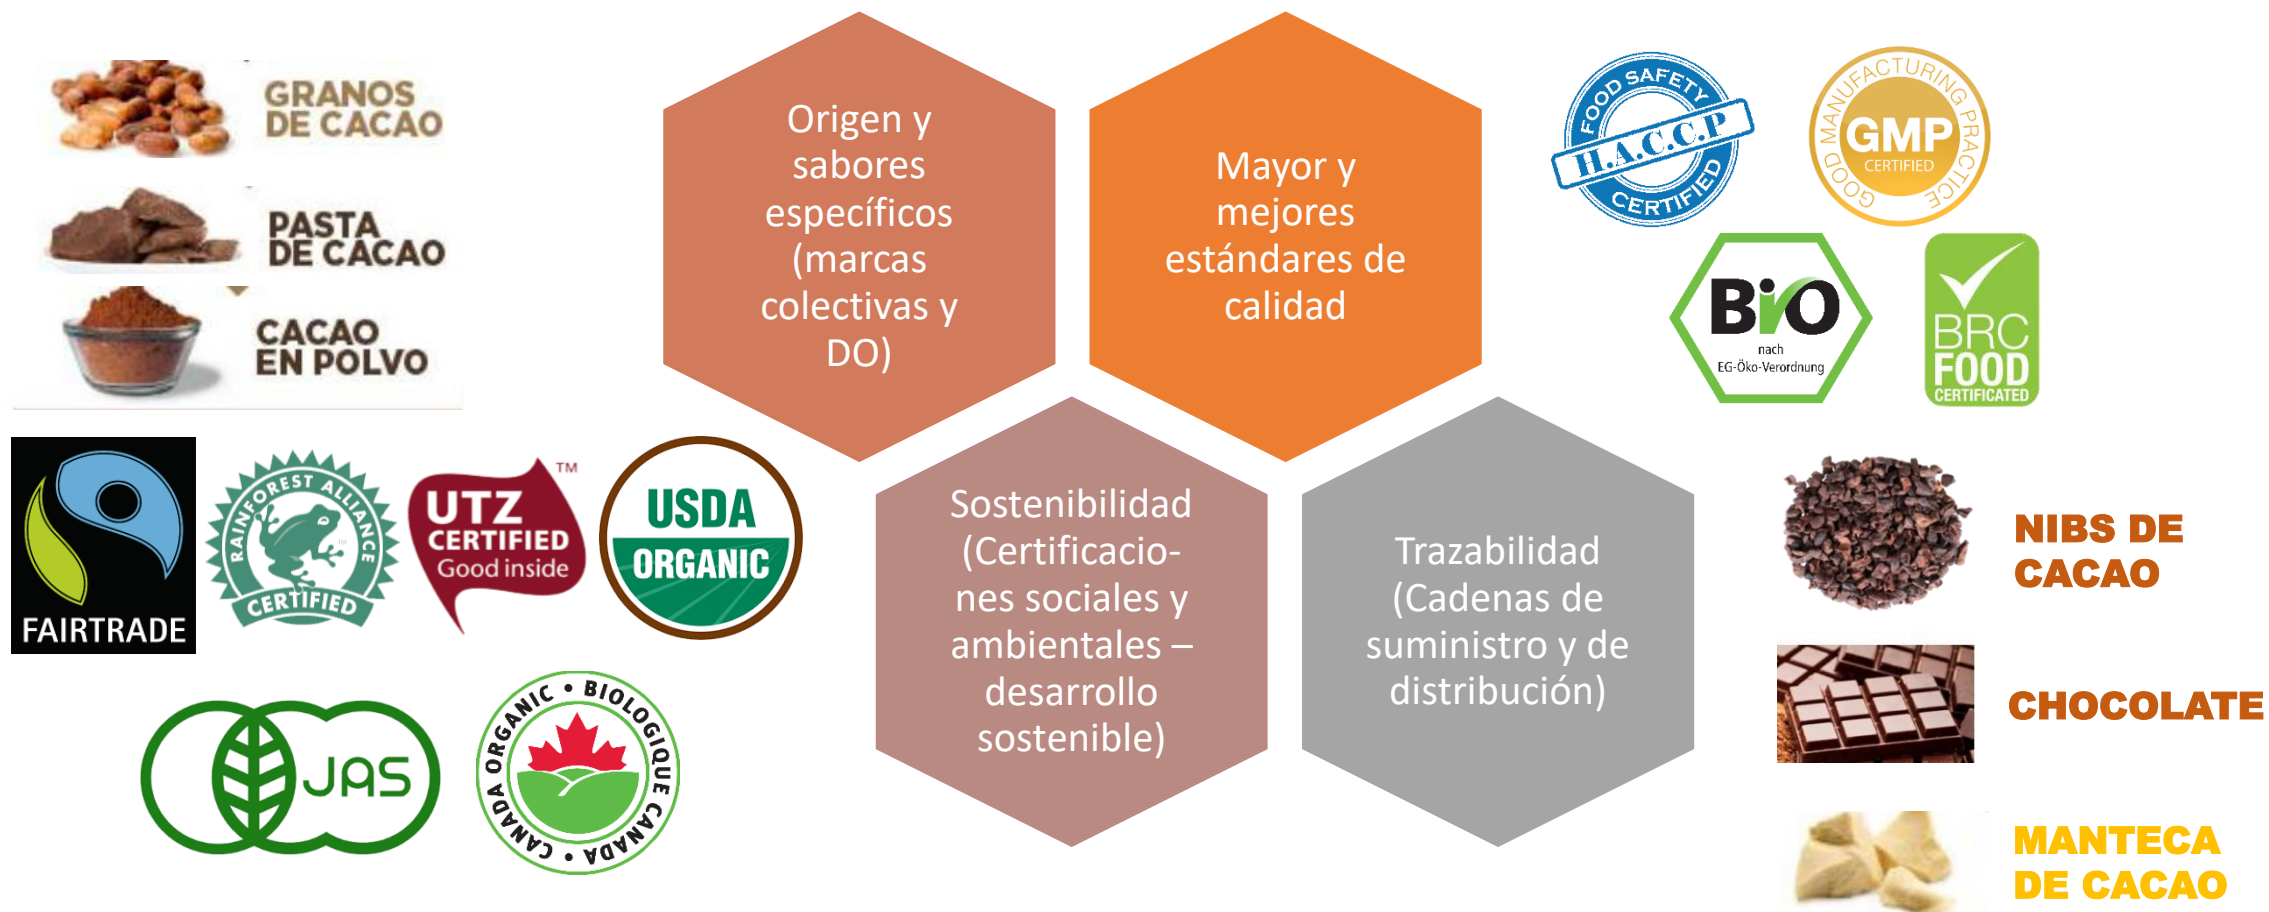 GRANOS
DE CACAO
PASTA
DE CACAO
CACAO
EN POLVO
Origen y
sabores
específicos
(marcas
colectivas y
DO)
Mayor y
mejores
estándares de
calidad
FOOD SAFETY
H.A.C.C.P
CERTIFIED
GOOD MANUFACTURING PRACTICE
GMP
CERTIFIED
BiO
nach
EG-Öko-Verordnung
BRC
FOOD
CERTIFICATED
FAIRTRADE
RAINFOREST ALLIANCE
TM
CERTIFIED
TM
UTZ
CERTIFIED
Good inside
USDA
ORGANIC
JAS
CANADA ORGANIC • BIOLOGIQUE CANADA •
Sostenibilidad
(Certificacio-
nes sociales y
ambientales –
desarrollo
sostenible)
Trazabilidad
(Cadenas de
suministro y de
distribución)
NIBS DE
CACAO
CHOCOLATE
MANTECA
DE CACAO